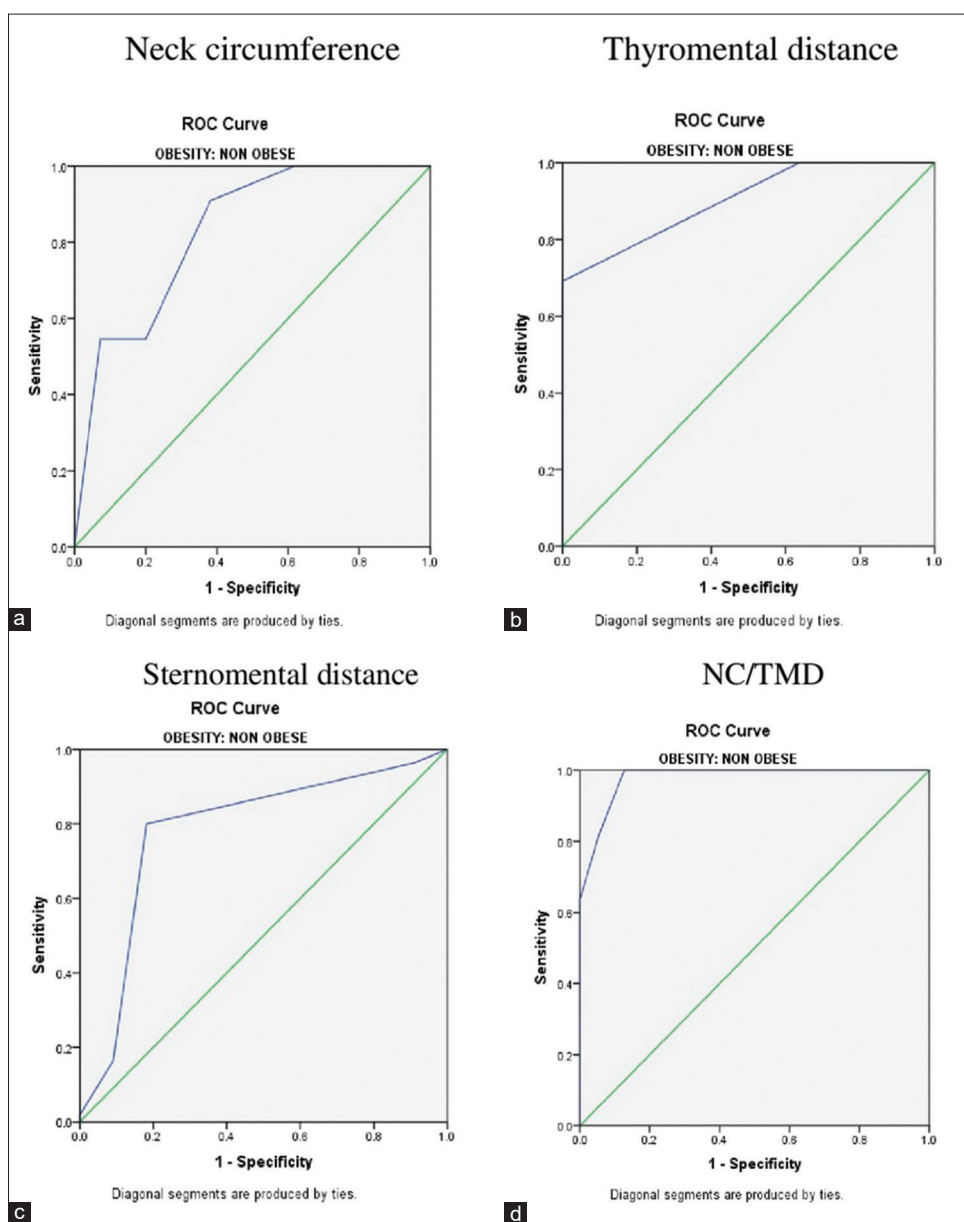 Neck circumference
ROC Curve
OBESITY: NON OBESE
1.0
0.8
0.6
0.4
0.2
0.0
Sensitivity
0.0 0.2 0.4 0.6 0.8 1.0
1 - Specificity
Diagonal segments are produced by ties.
a
Thyromental distance
ROC Curve
OBESITY: NON OBESE
1.0
0.8
0.6
0.4
0.2
0.0
Sensitivity
0.0 0.2 0.4 0.6 0.8 1.0
1 - Specificity
Diagonal segments are produced by ties.
b
Sternomental distance
ROC Curve
OBESITY: NON OBESE
1.0
0.8
0.6
0.4
0.2
0.0
Sensitivity
0.0 0.2 0.4 0.6 0.8 1.0
1 - Specificity
Diagonal segments are produced by ties.
c
NC/TMD
ROC Curve
OBESITY: NON OBESE
1.0
0.8
0.6
0.4
0.2
0.0
Sensitivity
0.0 0.2 0.4 0.6 0.8 1.0
1 - Specificity
Diagonal segments are produced by ties.
d